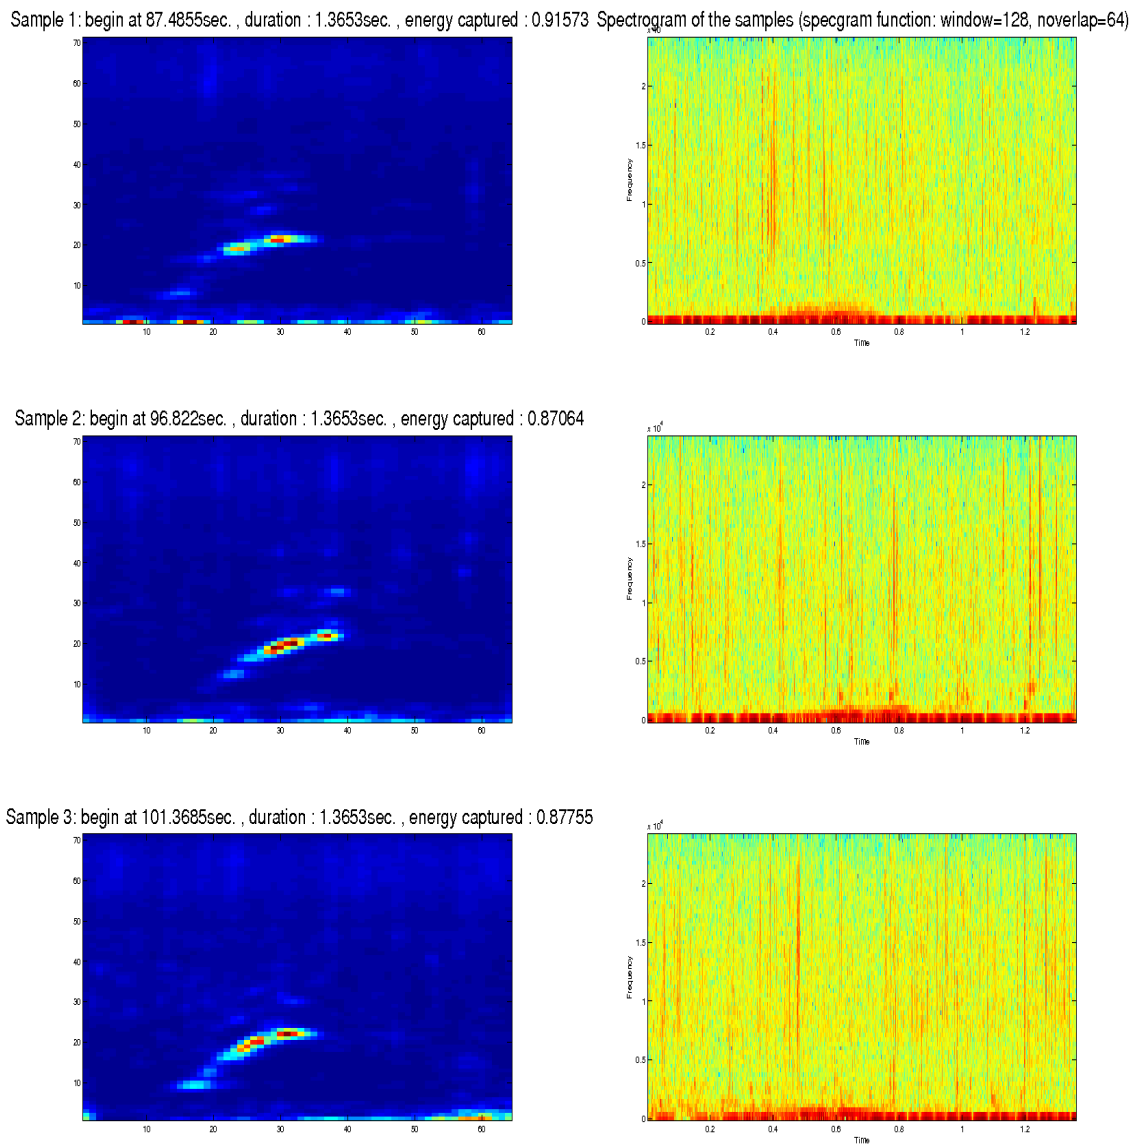 Sample 1: begin at 87.4855sec. , duration : 1.3653sec. , energy captured : 0.91573
Spectrogram of the samples (specgram function: window=128, noverlap=64)
70
60
50
40
30
20
10
10 20 30 40 50 60
2
1.5
1
0.5
0
Frequency
0.2 0.4 0.6 0.8 1 1.2
Time
Sample 2: begin at 96.822sec. , duration : 1.3653sec. , energy captured : 0.87064
70
60
50
40
30
20
10
10 20 30 40 50 60
x 10^4
2
1.5
1
0.5
0
Frequency
0.2 0.4 0.6 0.8 1 1.2
Time
Sample 3: begin at 101.3685sec. , duration : 1.3653sec. , energy captured : 0.87755
70
60
50
40
30
20
10
10 20 30 40 50 60
x 10^4
2
1.5
1
0.5
0
Frequency
0.2 0.4 0.6 0.8 1 1.2
Time